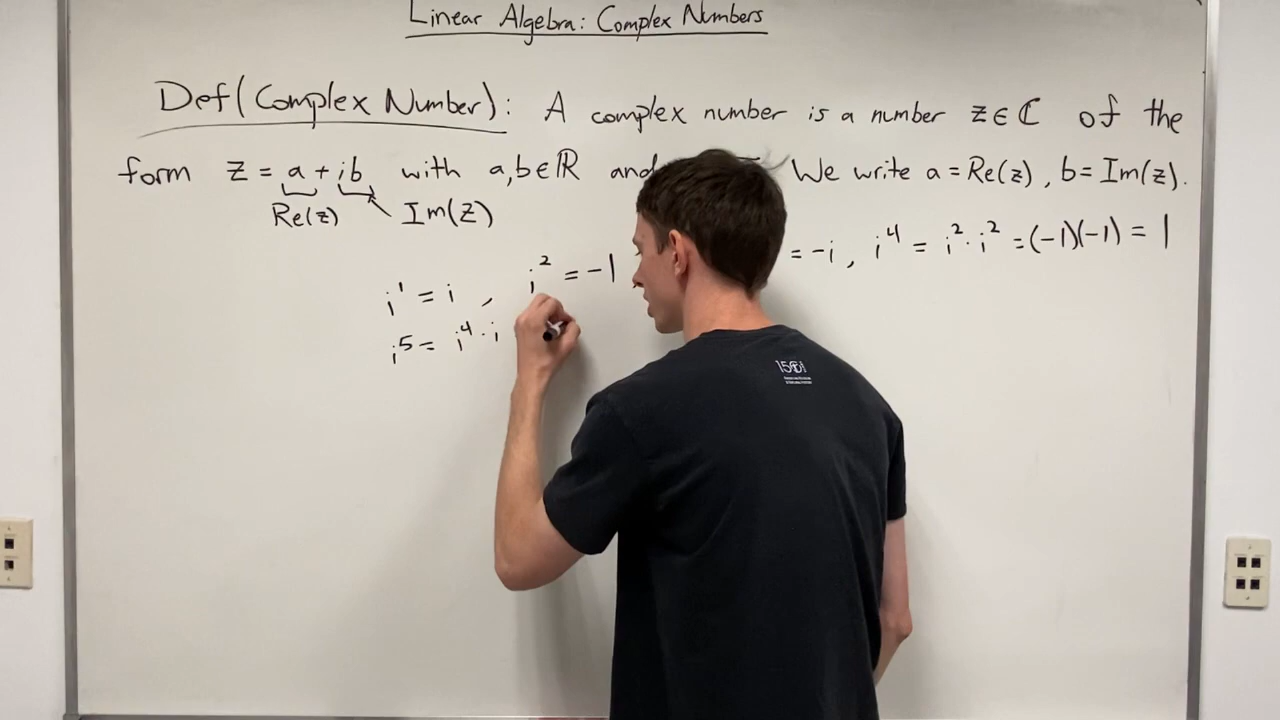 Linear Algebra: Complex Numbers
Def(Complex Number): A complex number is a number z∈ℂ of the
form z = a + ib with a,b∈ℝ and We write a = Re(z), b = Im(z).
Re(z) Im(z)
i¹ = i , i² = -1 = -i, i⁴ = i²·i² = (-1)(-1) = 1
i⁵ = i⁴·i